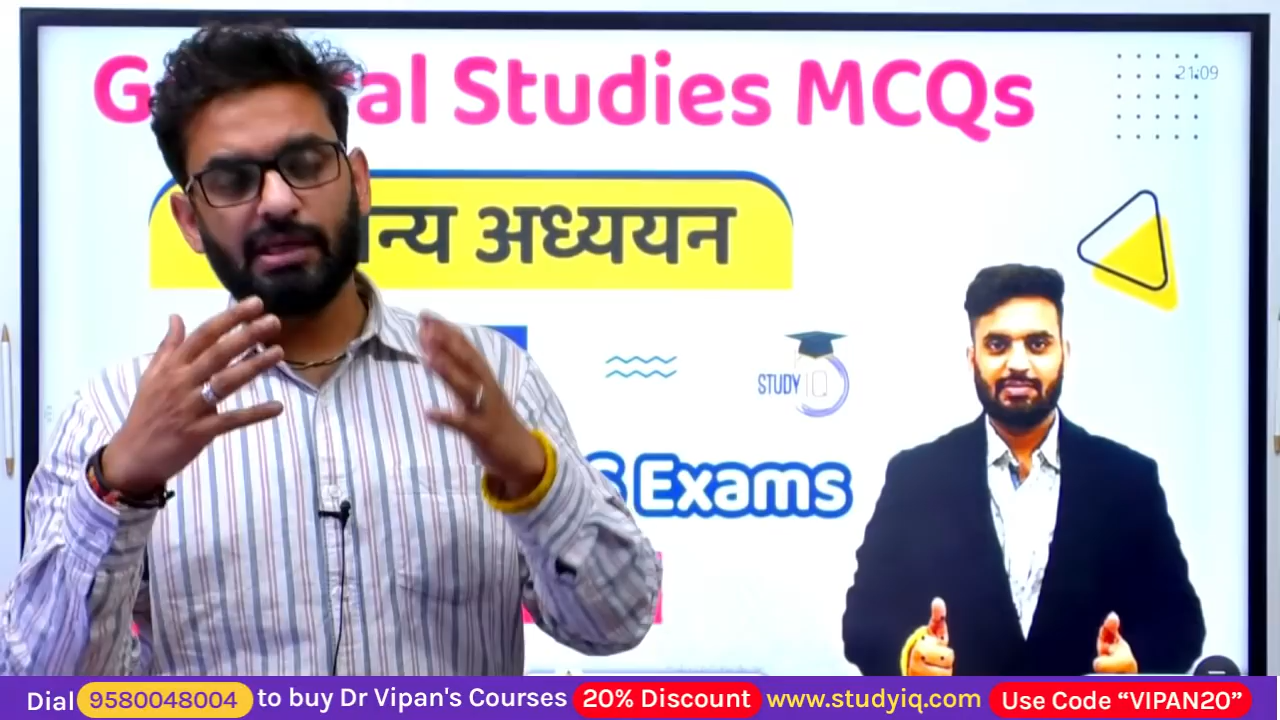 21:09
Studies MCQs
अध्ययन
STUDY IQ
Exams
Dial 9580048004 to buy Dr Vipan's Courses 20% Discount www.studyiq.com Use Code “VIPAN20”